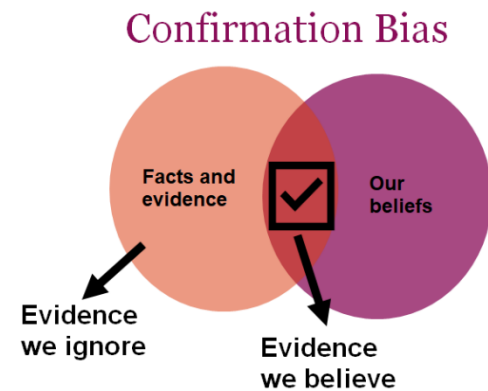 Confirmation Bias
Facts and
evidence
Our
beliefs
Evidence
we ignore
Evidence
we believe